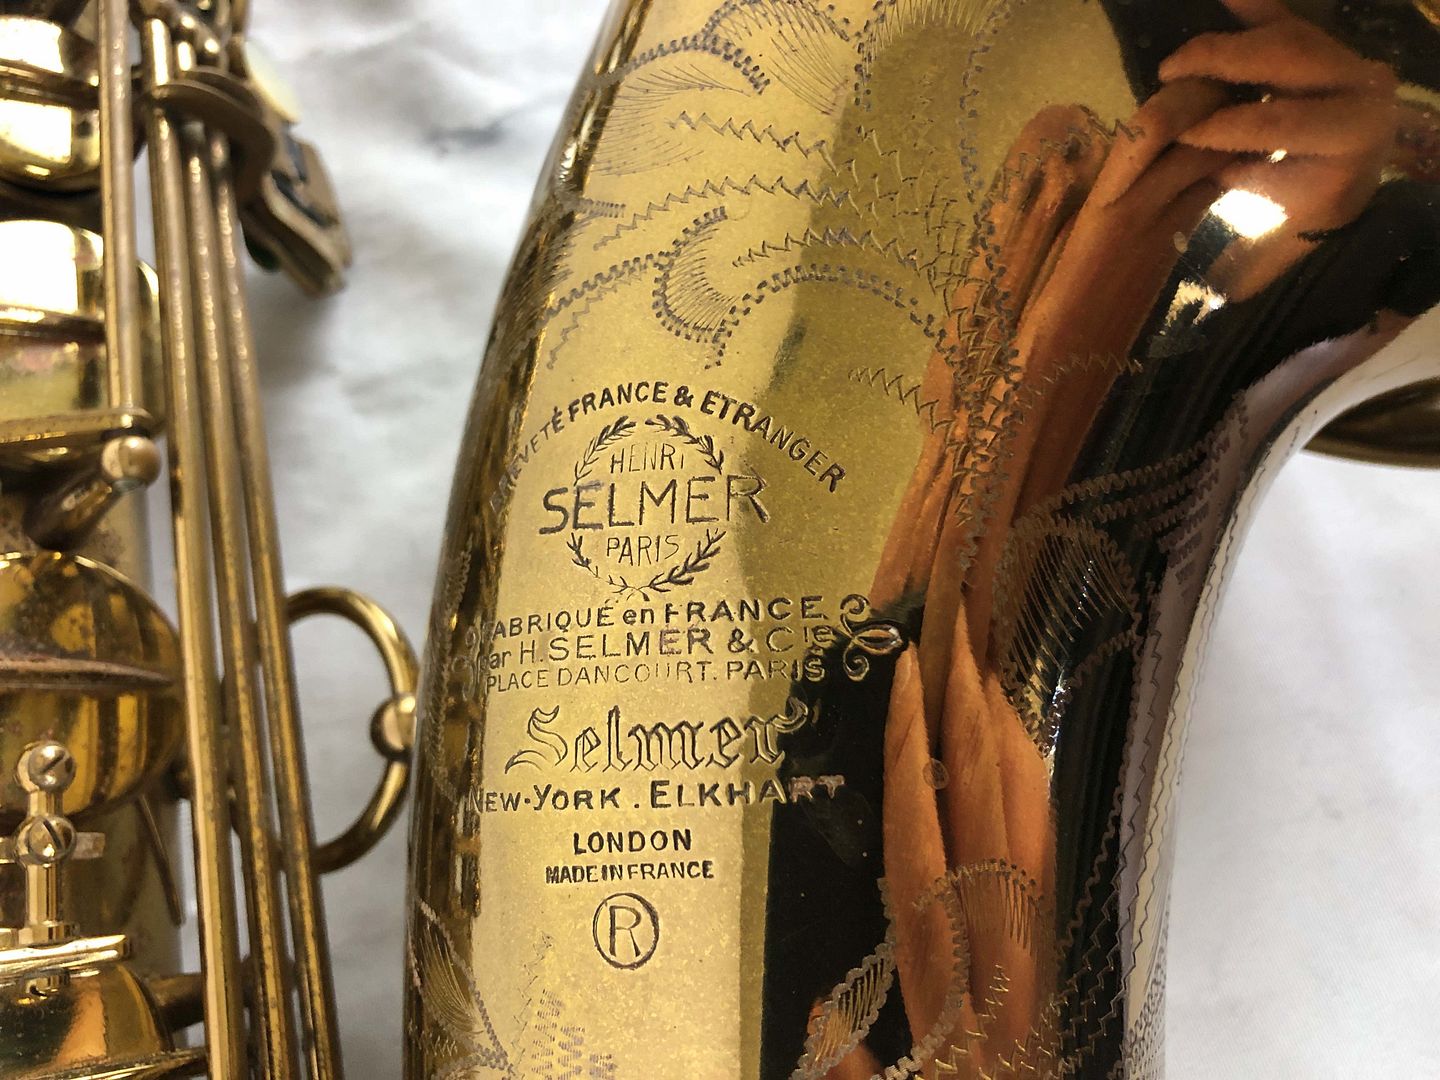 BREVETÉ FRANCE & ETRANGER
HENRI
SELMER
PARIS
FABRIQUÉ en FRANCE
par H. SELMER & Cie
PLACE DANCOURT. PARIS
Selmer
NEW-YORK . ELKHART
LONDON
MADE IN FRANCE
R